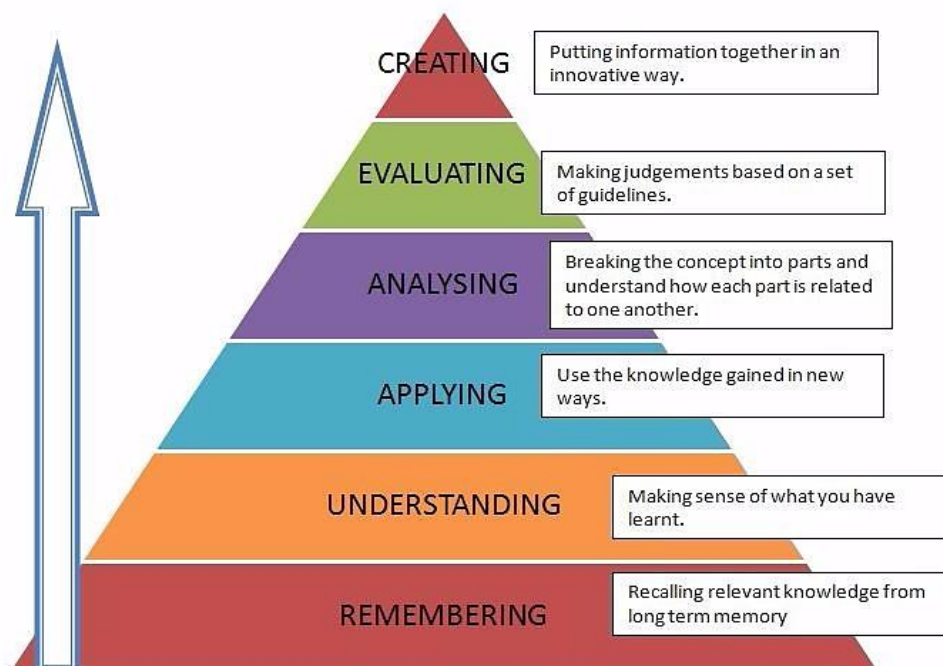 CREATING
Putting information together in an
innovative way.
EVALUATING
Making judgements based on a set
of guidelines.
ANALYSING
Breaking the concept into parts and
understand how each part is related
to one another.
APPLYING
Use the knowledge gained in new
ways.
UNDERSTANDING
Making sense of what you have
learnt.
REMEMBERING
Recalling relevant knowledge from
long term memory